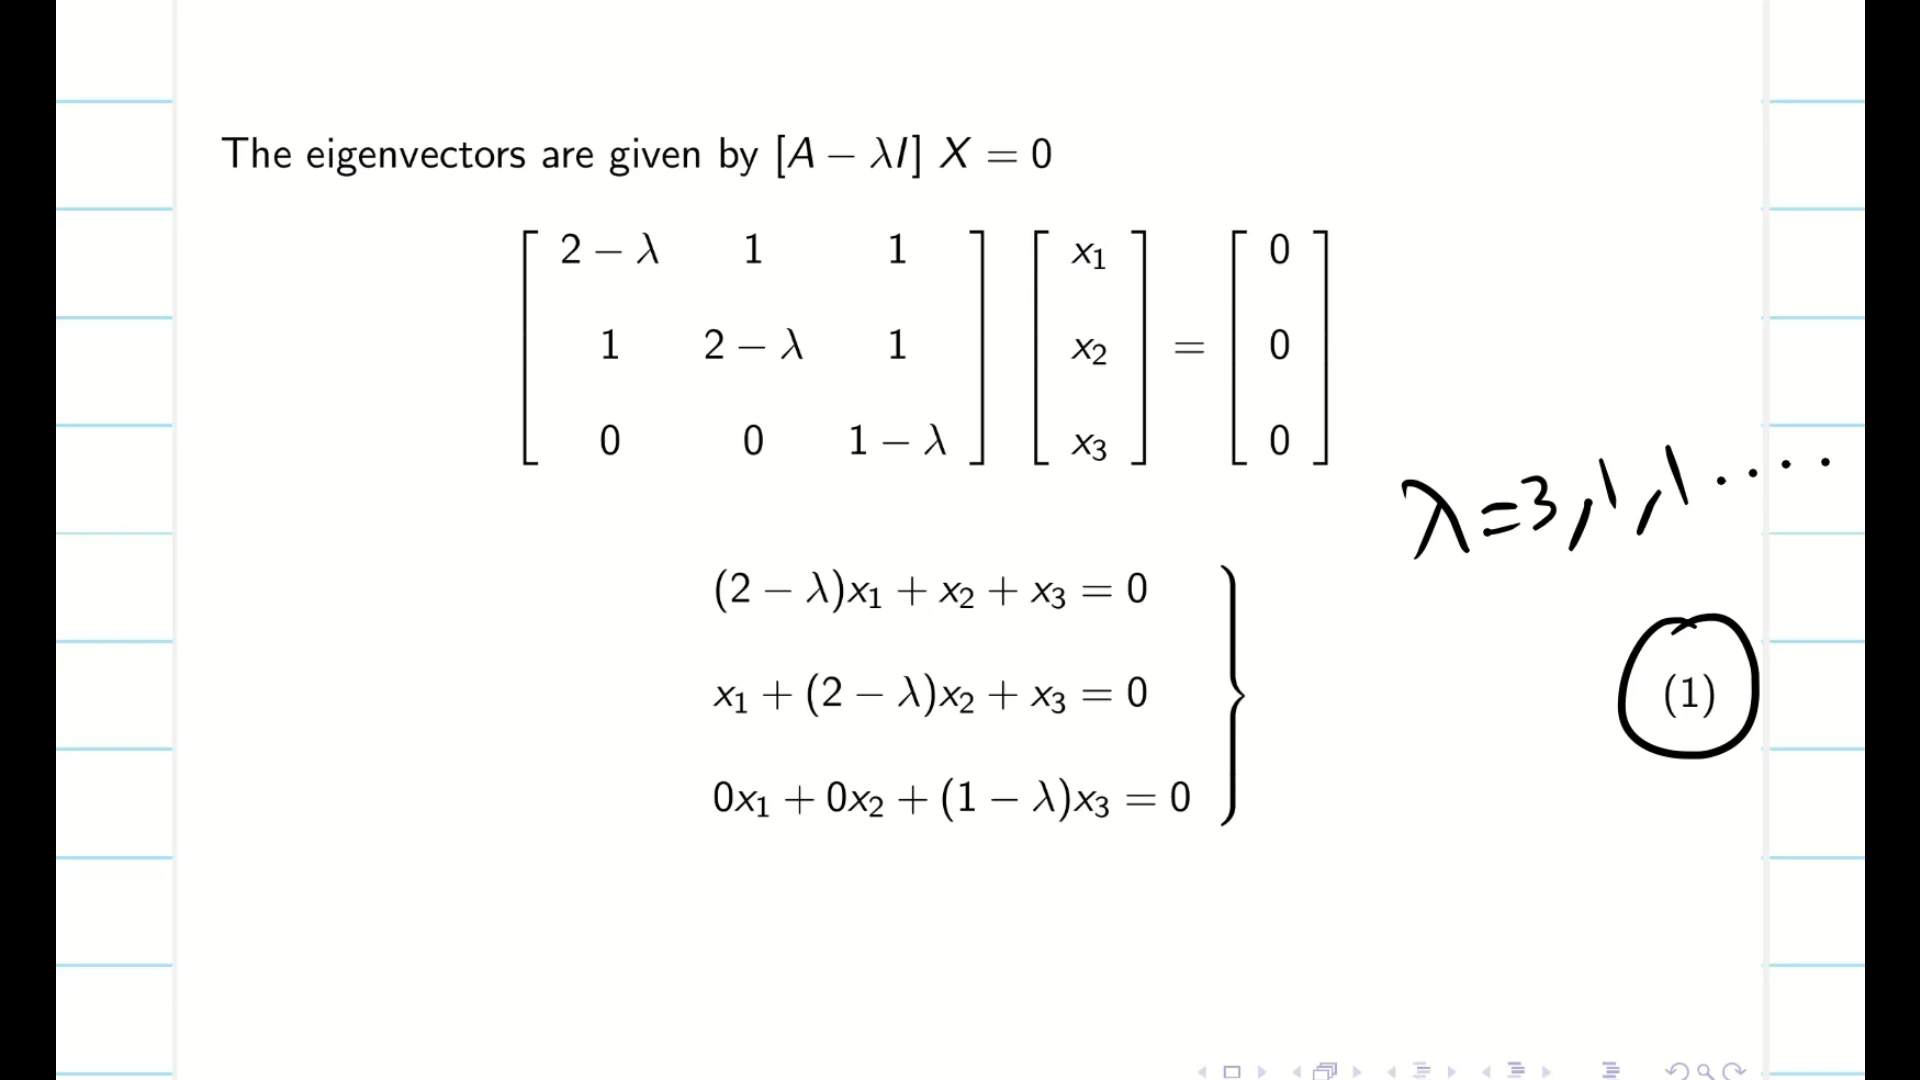 The eigenvectors are given by [A − λI] X = 0
[ 2 − λ 1 1 ] [ x₁ ] [ 0 ]
[ 1 2 − λ 1 ] [ x₂ ] = [ 0 ]
[ 0 0 1 − λ ] [ x₃ ] [ 0 ]
λ = 3, 1, 1 ....
(2 − λ)x₁ + x₂ + x₃ = 0
x₁ + (2 − λ)x₂ + x₃ = 0 } (1)
0x₁ + 0x₂ + (1 − λ)x₃ = 0